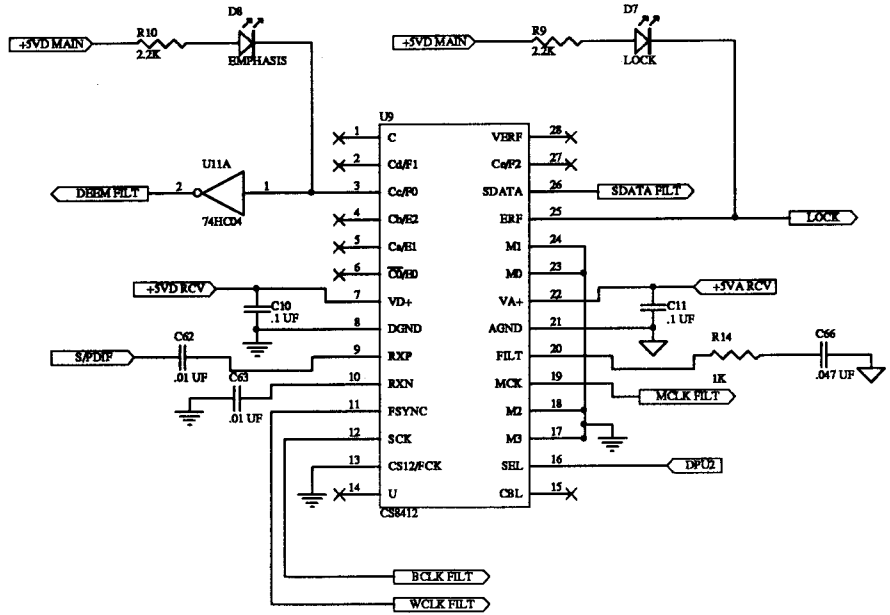 D8
D7
+5VD MAIN
R10
2.2K
EMPHASIS
+5VD MAIN
R9
2.2K
LOCK
U9
1 C VERF 28
2 Cd/F1 Ce/F2 27
U11A
DEEM FILT 2 1 3 Cc/F0 SDATA 26 SDATA FILT
74HC04
4 Cb/E2 ERF 25 LOCK
5 Ca/E1 M1 24
6 C0/E0 M0 23
+5VD RCV 7 VD+ VA+ 22 +5VA RCV
C10
.1 UF
C11
.1 UF
8 DGND AGND 21
C62
R14
C66
S/PDIF 9 RXP FILT 20
.01 UF
1K
.047 UF
C63
10 RXN MCK 19 MCLK FILT
.01 UF
11 FSYNC M2 18
12 SCK M3 17
13 CS12/FCK SEL 16 DPU2
14 U CBL 15
CS8412
BCLK FILT
WCLK FILT